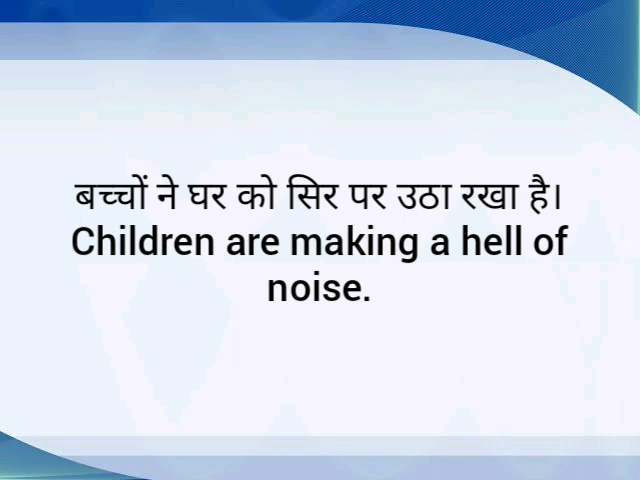 बच्चों ने घर को सिर पर उठा रखा है।
Children are making a hell of
noise.